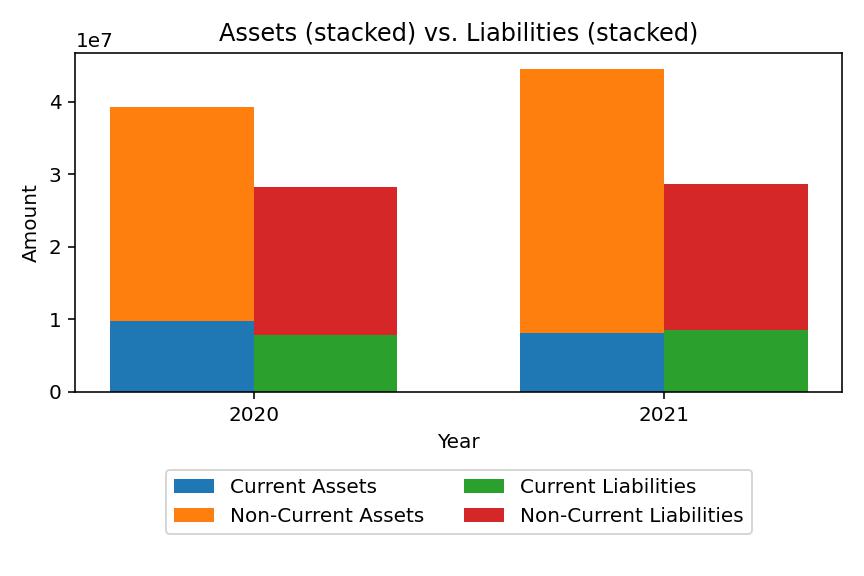 Assets (stacked) vs. Liabilities (stacked)
1e7
4
3
2
1
0
Amount
2020 2021
Year
Current Assets Current Liabilities
Non-Current Assets Non-Current Liabilities